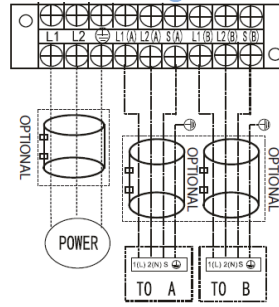 L1 L2 L1(A) L2(A) S(A) L1(B) L2(B) S(B)
OPTIONAL
OPTIONAL
OPTIONAL
POWER
1(L) 2(N) S
TO A
1(L) 2(N) S
TO B